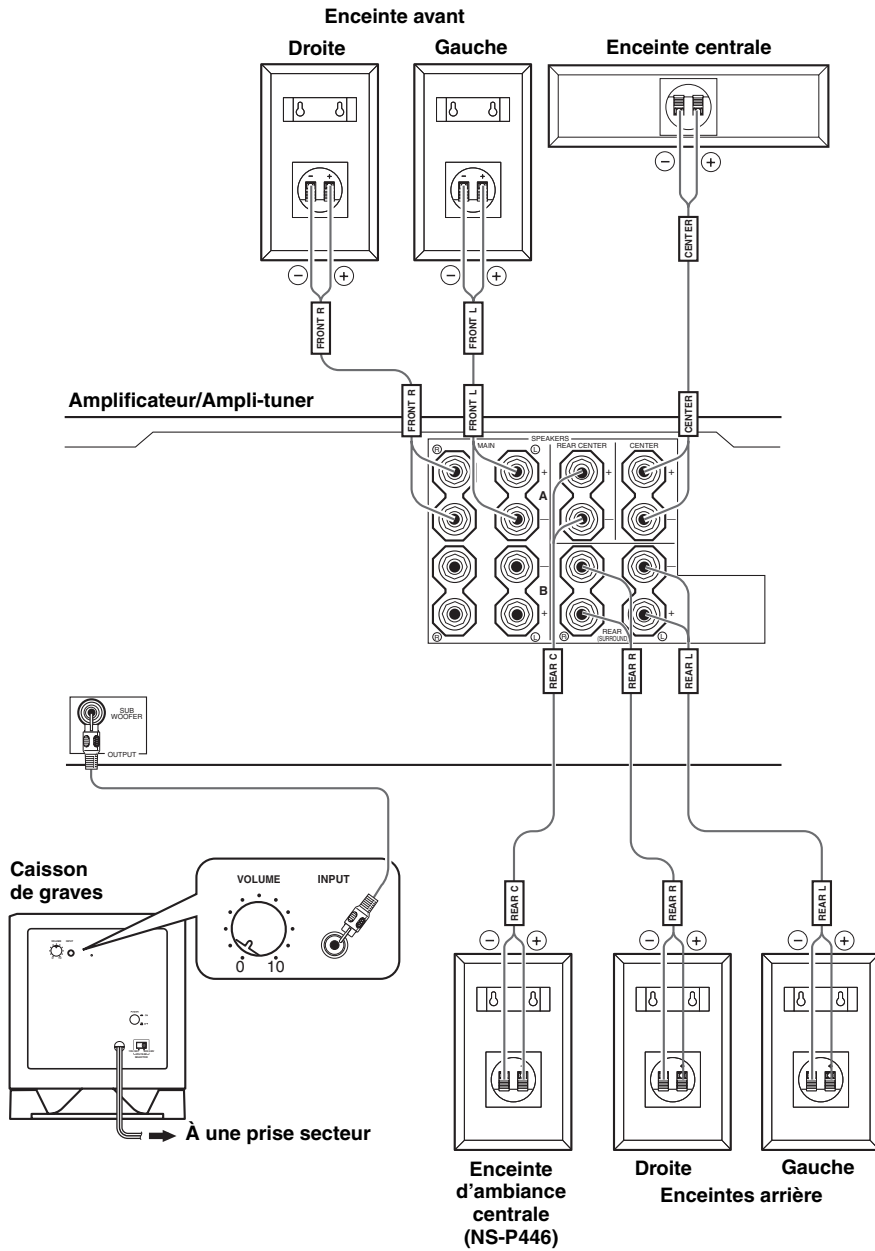 Enceinte avant
Droite
Gauche
Enceinte centrale
− +
− +
− +
− +
− +
CENTER
FRONT R
FRONT L
Amplificateur/Ampli-tuner
FRONT R
FRONT L
CENTER
SPEAKERS
R MAIN L
REAR CENTER
CENTER
+ + +
A
− − −
− −
B
+ +
R L
R REAR (SURROUND) L
REAR C
REAR R
REAR L
SUB
WOOFER
OUTPUT
Caisson
de graves
VOLUME
INPUT
0 10
REAR C
REAR R
REAR L
− +
− +
− +
À une prise secteur
Enceinte
d'ambiance
centrale
(NS-P446)
Droite
Gauche
Enceintes arrière